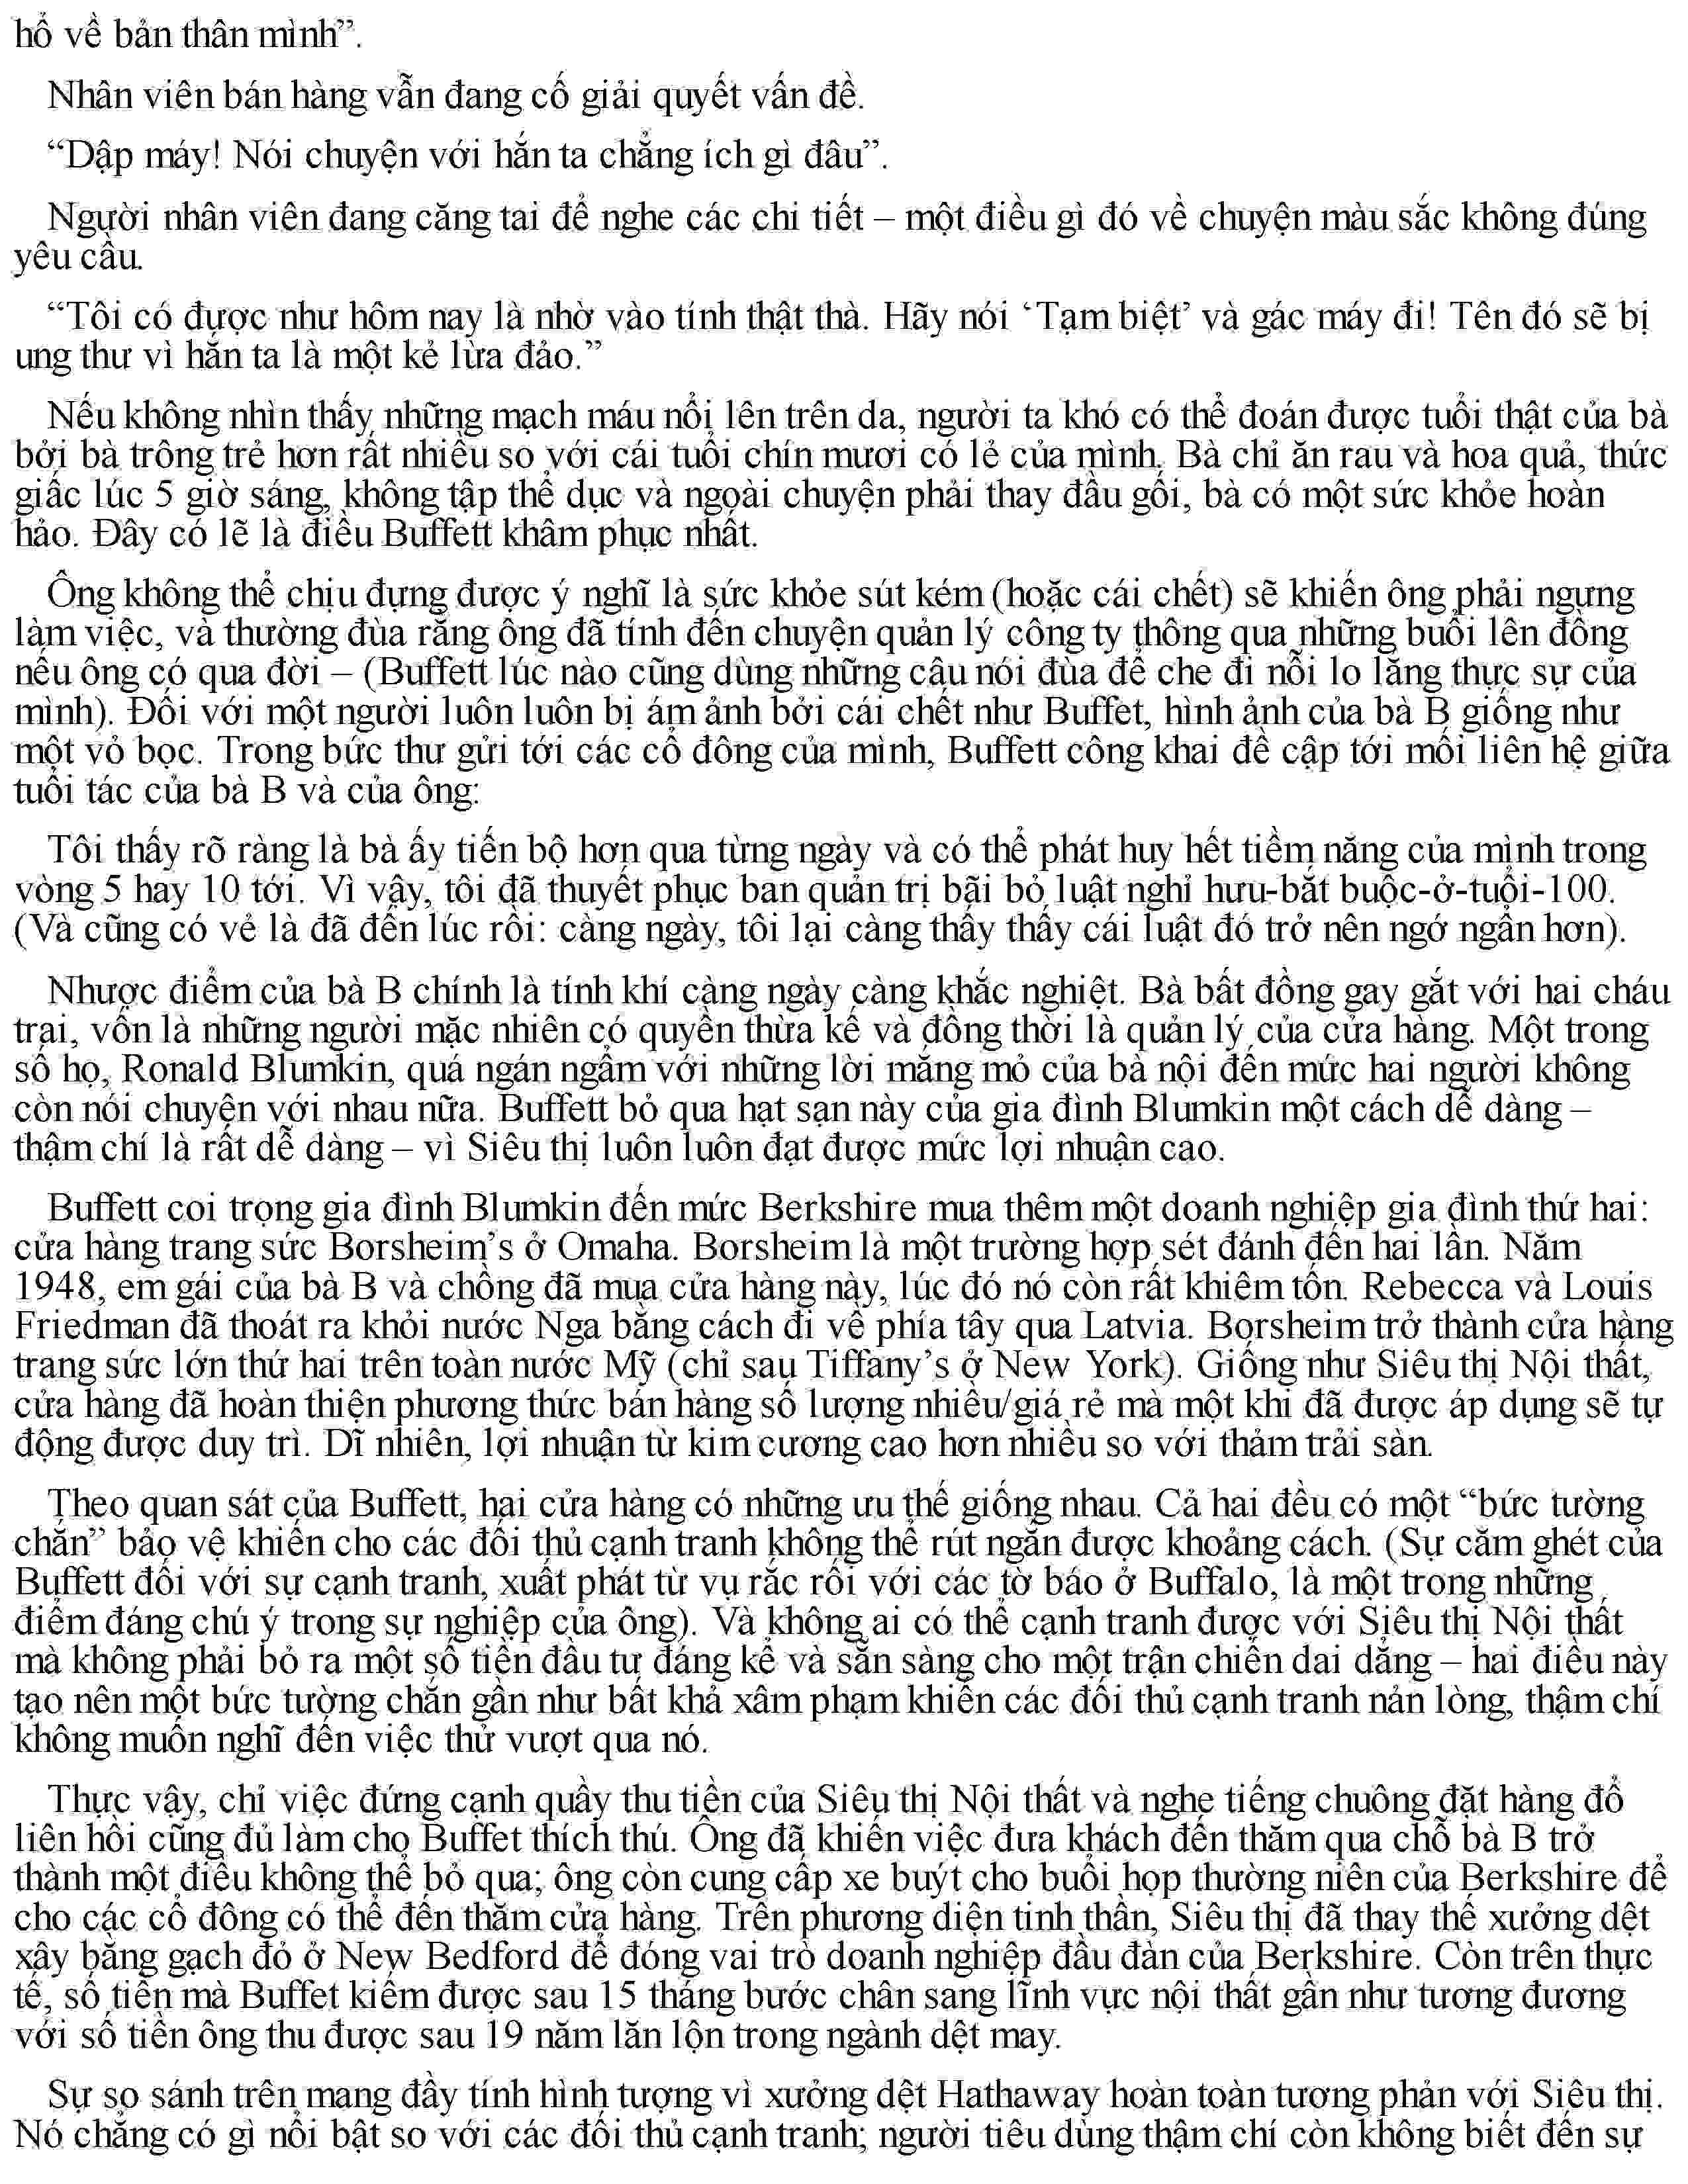 hổ về bản thân mình”.
Nhân viên bán hàng vẫn đang cố giải quyết vấn đề.
“Dập máy! Nói chuyện với hắn ta chẳng ích gì đâu”.
Người nhân viên đang căng tai để nghe các chi tiết – một điều gì đó về chuyện màu sắc không đúng
yêu cầu.
“Tôi có được như hôm nay là nhờ vào tính thật thà. Hãy nói ‘Tạm biệt’ và gác máy đi! Tên đó sẽ bị
ung thư vì hắn ta là một kẻ lừa đảo.”
Nếu không nhìn thấy những mạch máu nổi lên trên da, người ta khó có thể đoán được tuổi thật của bà
bởi bà trông trẻ hơn rất nhiều so với cái tuổi chín mươi có lẻ của mình. Bà chỉ ăn rau và hoa quả, thức
giấc lúc 5 giờ sáng, không tập thể dục và ngoài chuyện phải thay đầu gối, bà có một sức khỏe hoàn
hảo. Đây có lẽ là điều Buffett khâm phục nhất.
Ông không thể chịu đựng được ý nghĩ là sức khỏe sút kém (hoặc cái chết) sẽ khiến ông phải ngưng
làm việc, và thường đùa rằng ông đã tính đến chuyện quản lý công ty thông qua những buổi lên đồng
nếu ông có qua đời – (Buffett lúc nào cũng dùng những câu nói đùa để che đi nỗi lo lắng thực sự của
mình). Đối với một người luôn luôn bị ám ảnh bởi cái chết như Buffet, hình ảnh của bà B giống như
một vỏ bọc. Trong bức thư gửi tới các cổ đông của mình, Buffett công khai đề cập tới mối liên hệ giữa
tuổi tác của bà B và của ông:
Tôi thấy rõ ràng là bà ấy tiến bộ hơn qua từng ngày và có thể phát huy hết tiềm năng của mình trong
vòng 5 hay 10 tới. Vì vậy, tôi đã thuyết phục ban quản trị bãi bỏ luật nghỉ hưu-bắt buộc-ở-tuổi-100.
(Và cũng có vẻ là đã đến lúc rồi: càng ngày, tôi lại càng thấy thấy cái luật đó trở nên ngớ ngẩn hơn).
Nhược điểm của bà B chính là tính khí càng ngày càng khắc nghiệt. Bà bất đồng gay gắt với hai cháu
trai, vốn là những người mặc nhiên có quyền thừa kế và đồng thời là quản lý của cửa hàng. Một trong
số họ, Ronald Blumkin, quá ngán ngẩm với những lời mắng mỏ của bà nội đến mức hai người không
còn nói chuyện với nhau nữa. Buffett bỏ qua hạt sạn này của gia đình Blumkin một cách dễ dàng –
thậm chí là rất dễ dàng – vì Siêu thị luôn luôn đạt được mức lợi nhuận cao.
Buffett coi trọng gia đình Blumkin đến mức Berkshire mua thêm một doanh nghiệp gia đình thứ hai:
cửa hàng trang sức Borsheim’s ở Omaha. Borsheim là một trường hợp sét đánh đến hai lần. Năm
1948, em gái của bà B và chồng đã mua cửa hàng này, lúc đó nó còn rất khiêm tốn. Rebecca và Louis
Friedman đã thoát ra khỏi nước Nga bằng cách đi về phía tây qua Latvia. Borsheim trở thành cửa hàng
trang sức lớn thứ hai trên toàn nước Mỹ (chỉ sau Tiffany’s ở New York). Giống như Siêu thị Nội thất,
cửa hàng đã hoàn thiện phương thức bán hàng số lượng nhiều/giá rẻ mà một khi đã được áp dụng sẽ tự
động được duy trì. Dĩ nhiên, lợi nhuận từ kim cương cao hơn nhiều so với thảm trải sàn.
Theo quan sát của Buffett, hai cửa hàng có những ưu thế giống nhau. Cả hai đều có một “bức tường
chắn” bảo vệ khiến cho các đối thủ cạnh tranh không thể rút ngắn được khoảng cách. (Sự căm ghét của
Buffett đối với sự cạnh tranh, xuất phát từ vụ rắc rối với các tờ báo ở Buffalo, là một trong những
điểm đáng chú ý trong sự nghiệp của ông). Và không ai có thể cạnh tranh được với Siêu thị Nội thất
mà không phải bỏ ra một số tiền đầu tư đáng kể và sẵn sàng cho một trận chiến dai dẳng – hai điều này
tạo nên một bức tường chắn gần như bất khả xâm phạm khiến các đối thủ cạnh tranh nản lòng, thậm chí
không muốn nghĩ đến việc thử vượt qua nó.
Thực vậy, chỉ việc đứng cạnh quầy thu tiền của Siêu thị Nội thất và nghe tiếng chuông đặt hàng đổ
liên hồi cũng đủ làm cho Buffet thích thú. Ông đã khiến việc đưa khách đến thăm qua chỗ bà B trở
thành một điều không thể bỏ qua; ông còn cung cấp xe buýt cho buổi họp thường niên của Berkshire để
cho các cổ đông có thể đến thăm cửa hàng. Trên phương diện tinh thần, Siêu thị đã thay thế xưởng dệt
xây bằng gạch đỏ ở New Bedford để đóng vai trò doanh nghiệp đầu đàn của Berkshire. Còn trên thực
tế, số tiền mà Buffet kiếm được sau 15 tháng bước chân sang lĩnh vực nội thất gần như tương đương
với số tiền ông thu được sau 19 năm lăn lộn trong ngành dệt may.
Sự so sánh trên mang đầy tính hình tượng vì xưởng dệt Hathaway hoàn toàn tương phản với Siêu thị.
Nó chẳng có gì nổi bật so với các đối thủ cạnh tranh; người tiêu dùng thậm chí còn không biết đến sự